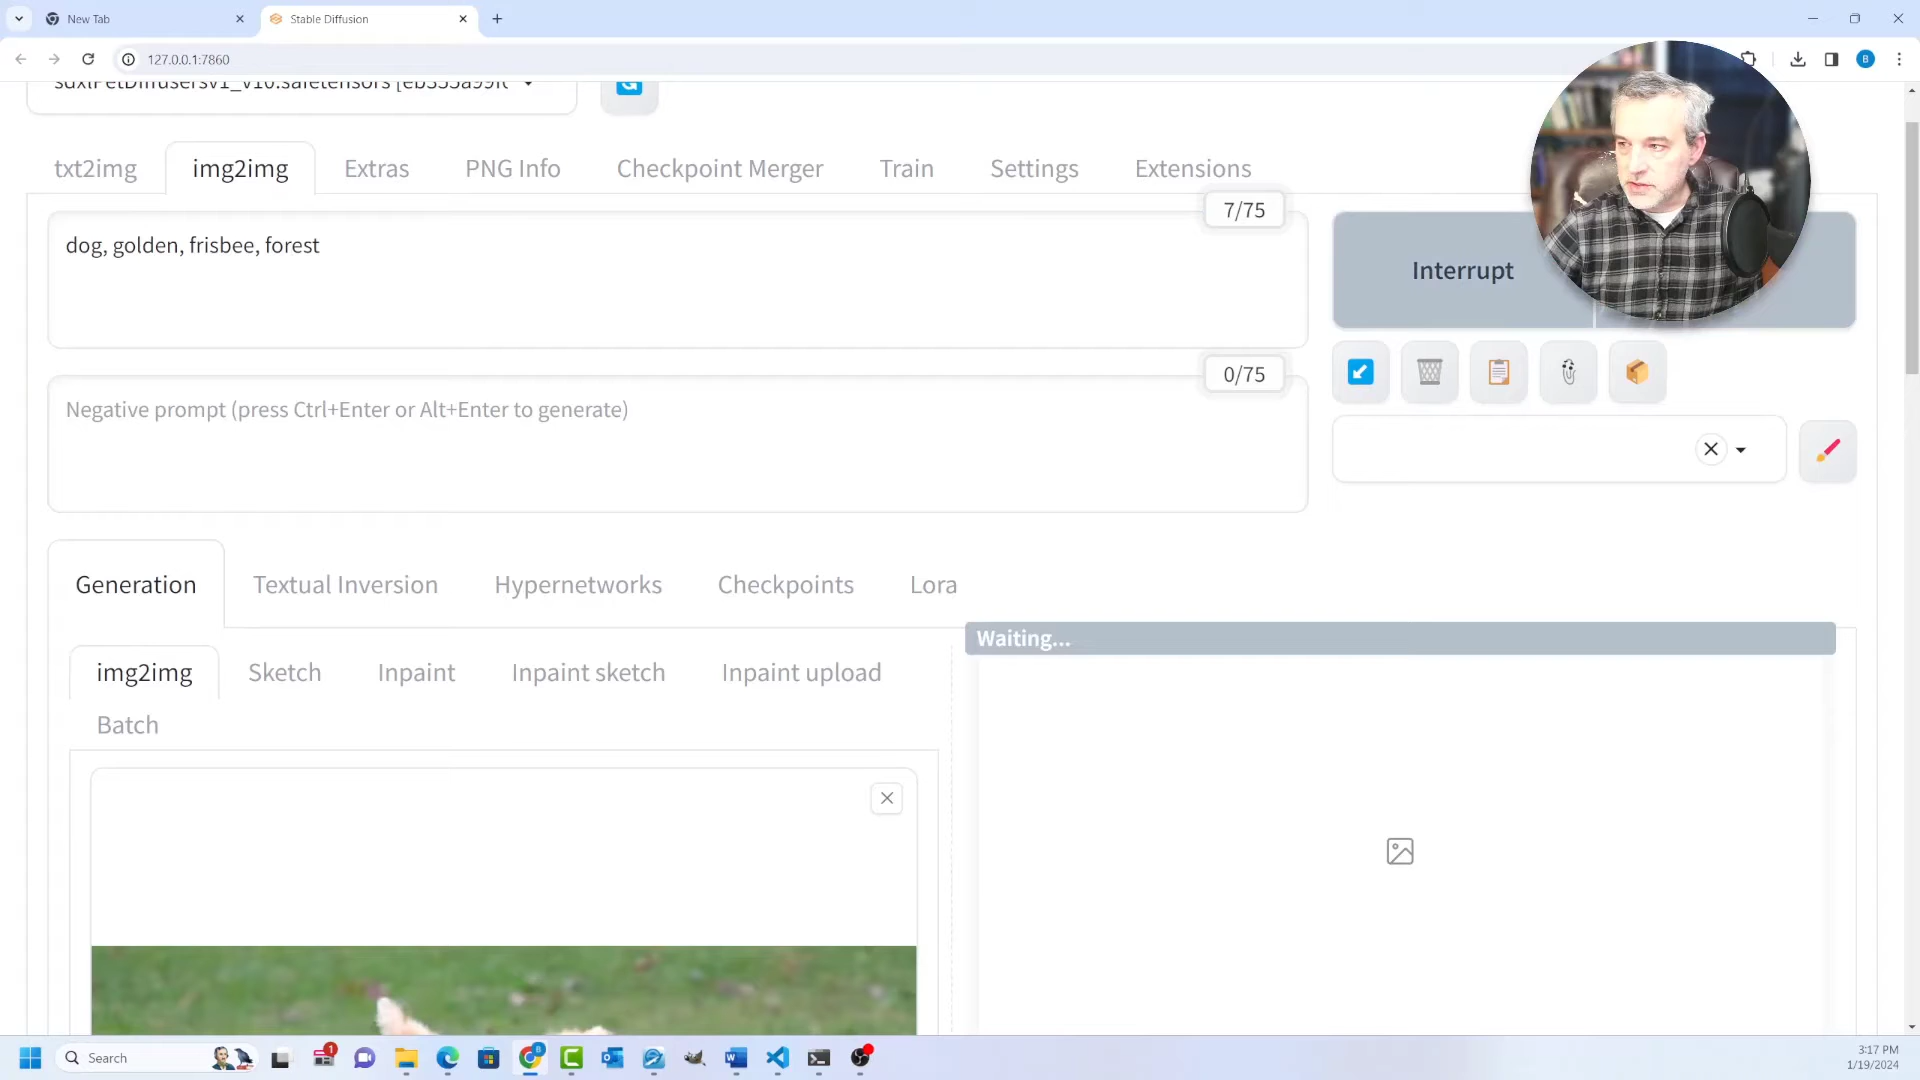 New Tab
Stable Diffusion
127.0.0.1:7860
txt2img
img2img
Extras
PNG Info
Checkpoint Merger
Train
Settings
Extensions
7/75
dog, golden, frisbee, forest
Interrupt
0/75
Negative prompt (press Ctrl+Enter or Alt+Enter to generate)
Generation
Textual Inversion
Hypernetworks
Checkpoints
Lora
Waiting...
img2img
Sketch
Inpaint
Inpaint sketch
Inpaint upload
Batch
Search
1
B
3:17 PM
1/19/2024